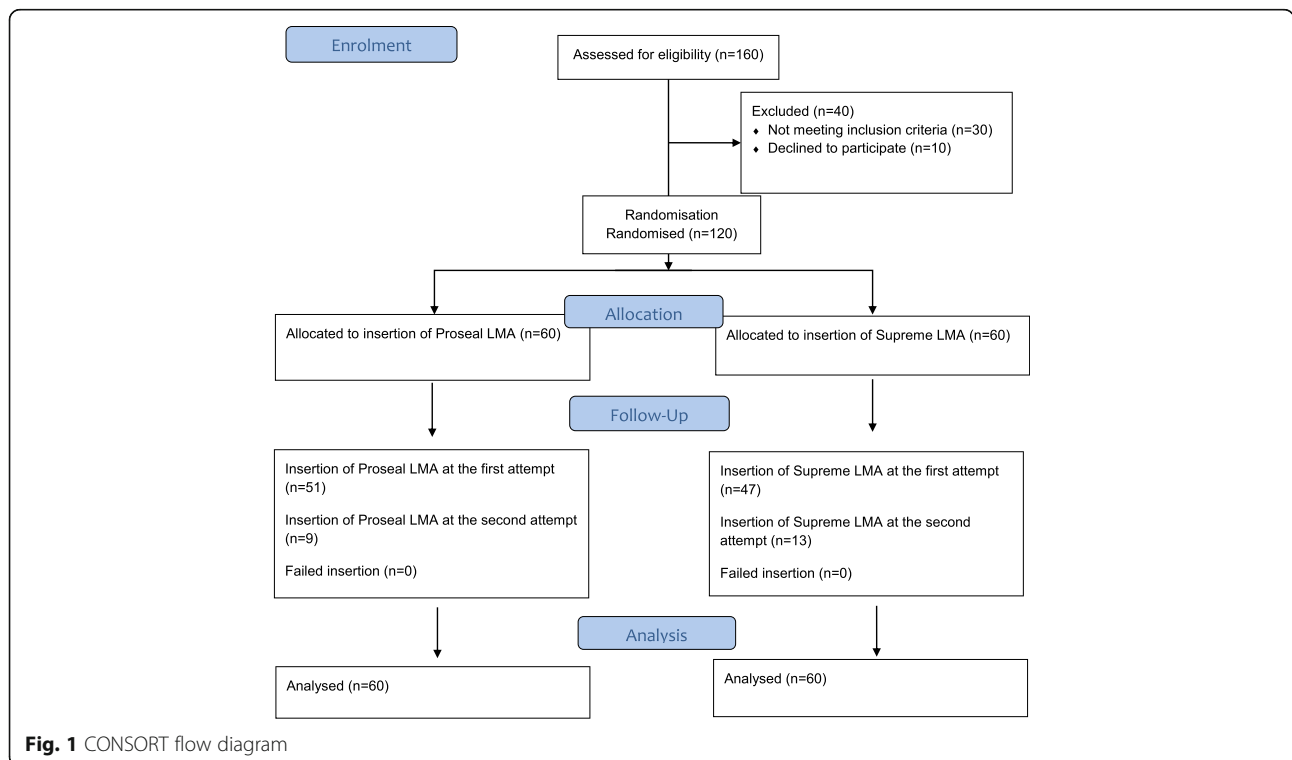 Enrolment
Assessed for eligibility (n=160)
Excluded (n=40)
♦ Not meeting inclusion criteria (n=30)
♦ Declined to participate (n=10)
Randomisation
Randomised (n=120)
Allocation
Allocated to insertion of Proseal LMA (n=60)
Allocated to insertion of Supreme LMA (n=60)
Follow-Up
Insertion of Proseal LMA at the first attempt
(n=51)
Insertion of Proseal LMA at the second attempt
(n=9)
Failed insertion (n=0)
Insertion of Supreme LMA at the first attempt
(n=47)
Insertion of Supreme LMA at the second
attempt (n=13)
Failed insertion (n=0)
Analysis
Analysed (n=60)
Analysed (n=60)
Fig. 1 CONSORT flow diagram